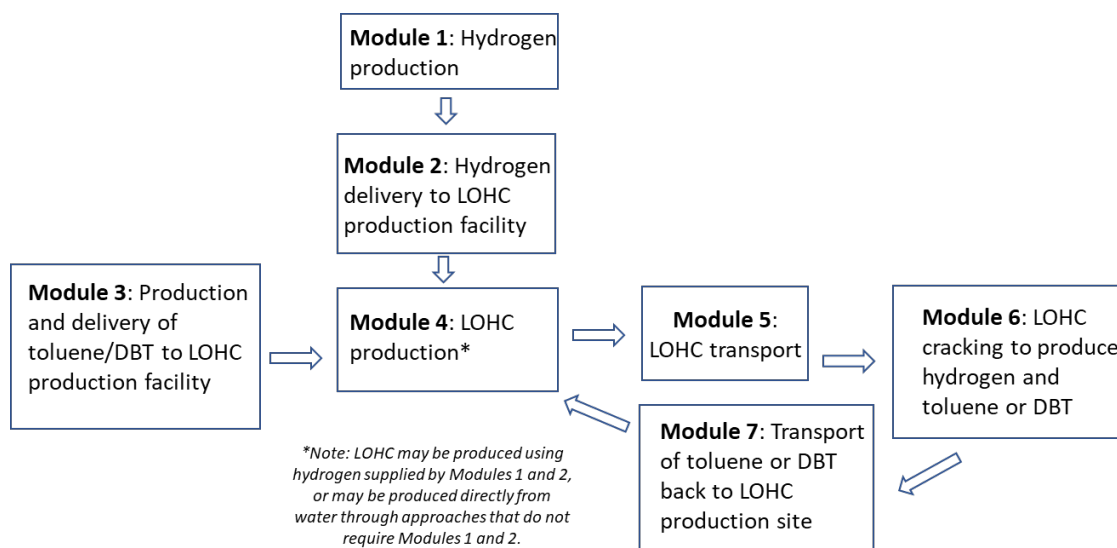 Module 1: Hydrogen
production
Module 2: Hydrogen
delivery to LOHC
production facility
Module 3: Production
and delivery of
toluene/DBT to LOHC
production facility
Module 4: LOHC
production*
Module 5:
LOHC transport
Module 6: LOHC
cracking to produce
hydrogen and
toluene or DBT
Module 7: Transport
of toluene or DBT
back to LOHC
production site
*Note: LOHC may be produced using
hydrogen supplied by Modules 1 and 2,
or may be produced directly from
water through approaches that do not
require Modules 1 and 2.